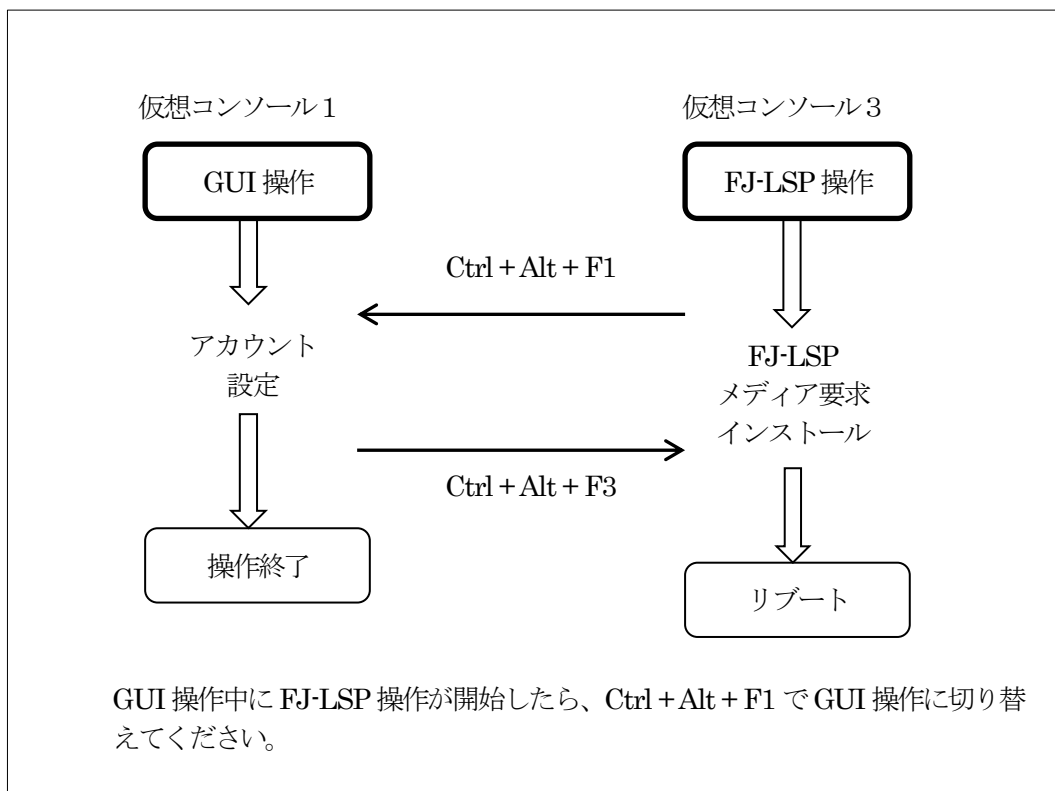 仮想コンソール1
仮想コンソール3
GUI 操作
FJ-LSP 操作
Ctrl + Alt + F1
アカウント
設定
FJ-LSP
メディア要求
インストール
Ctrl + Alt + F3
操作終了
リブート
GUI 操作中に FJ-LSP 操作が開始したら、Ctrl + Alt + F1 で GUI 操作に切り替
えてください。